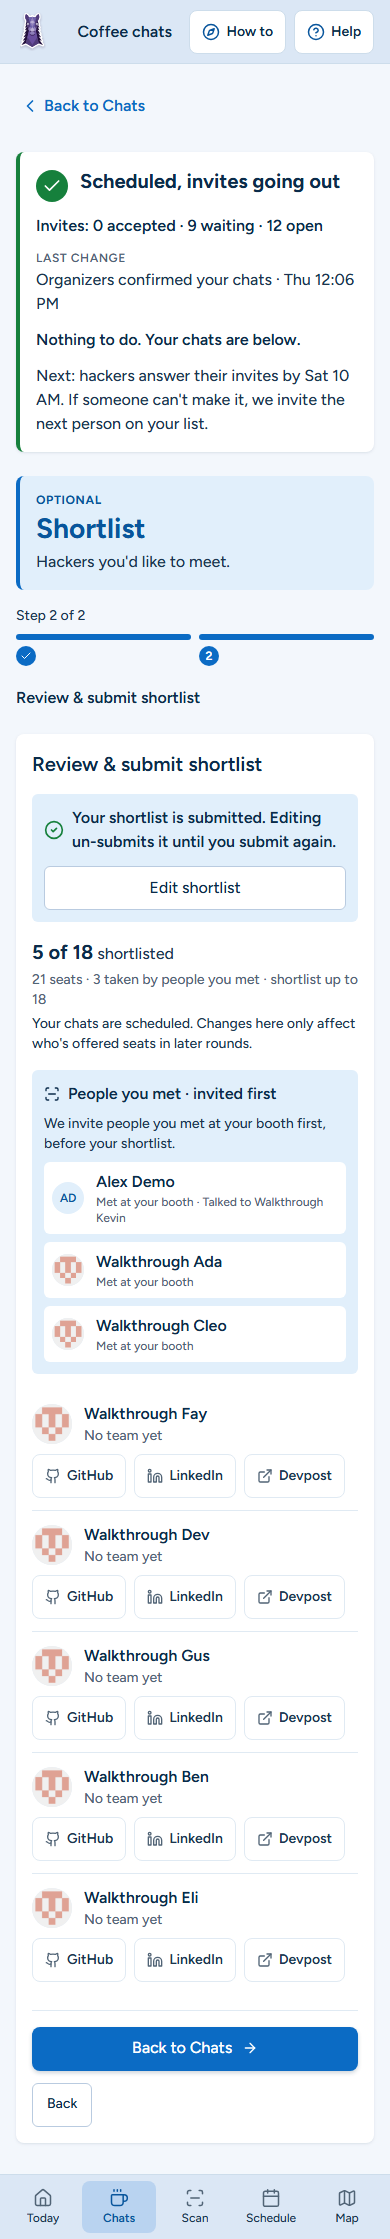 Coffee chats
How to
Help
Back to Chats
Scheduled, invites going out
Invites: 0 accepted · 9 waiting · 12 open
LAST CHANGE
Organizers confirmed your chats · Thu 12:06
PM
Nothing to do. Your chats are below.
Next: hackers answer their invites by Sat 10
AM. If someone can't make it, we invite the
next person on your list.
OPTIONAL
Shortlist
Hackers you'd like to meet.
Step 2 of 2
2
Review & submit shortlist
Review & submit shortlist
Your shortlist is submitted. Editing
un-submits it until you submit again.
Edit shortlist
5 of 18 shortlisted
21 seats · 3 taken by people you met · shortlist up to
18
Your chats are scheduled. Changes here only affect
who's offered seats in later rounds.
People you met · invited first
We invite people you met at your booth first,
before your shortlist.
AD
Alex Demo
Met at your booth · Talked to Walkthrough
Kevin
Walkthrough Ada
Met at your booth
Walkthrough Cleo
Met at your booth
Walkthrough Fay
No team yet
GitHub
LinkedIn
Devpost
Walkthrough Dev
No team yet
GitHub
LinkedIn
Devpost
Walkthrough Gus
No team yet
GitHub
LinkedIn
Devpost
Walkthrough Ben
No team yet
GitHub
LinkedIn
Devpost
Walkthrough Eli
No team yet
GitHub
LinkedIn
Devpost
Back to Chats
Back
Today
Chats
Scan
Schedule
Map